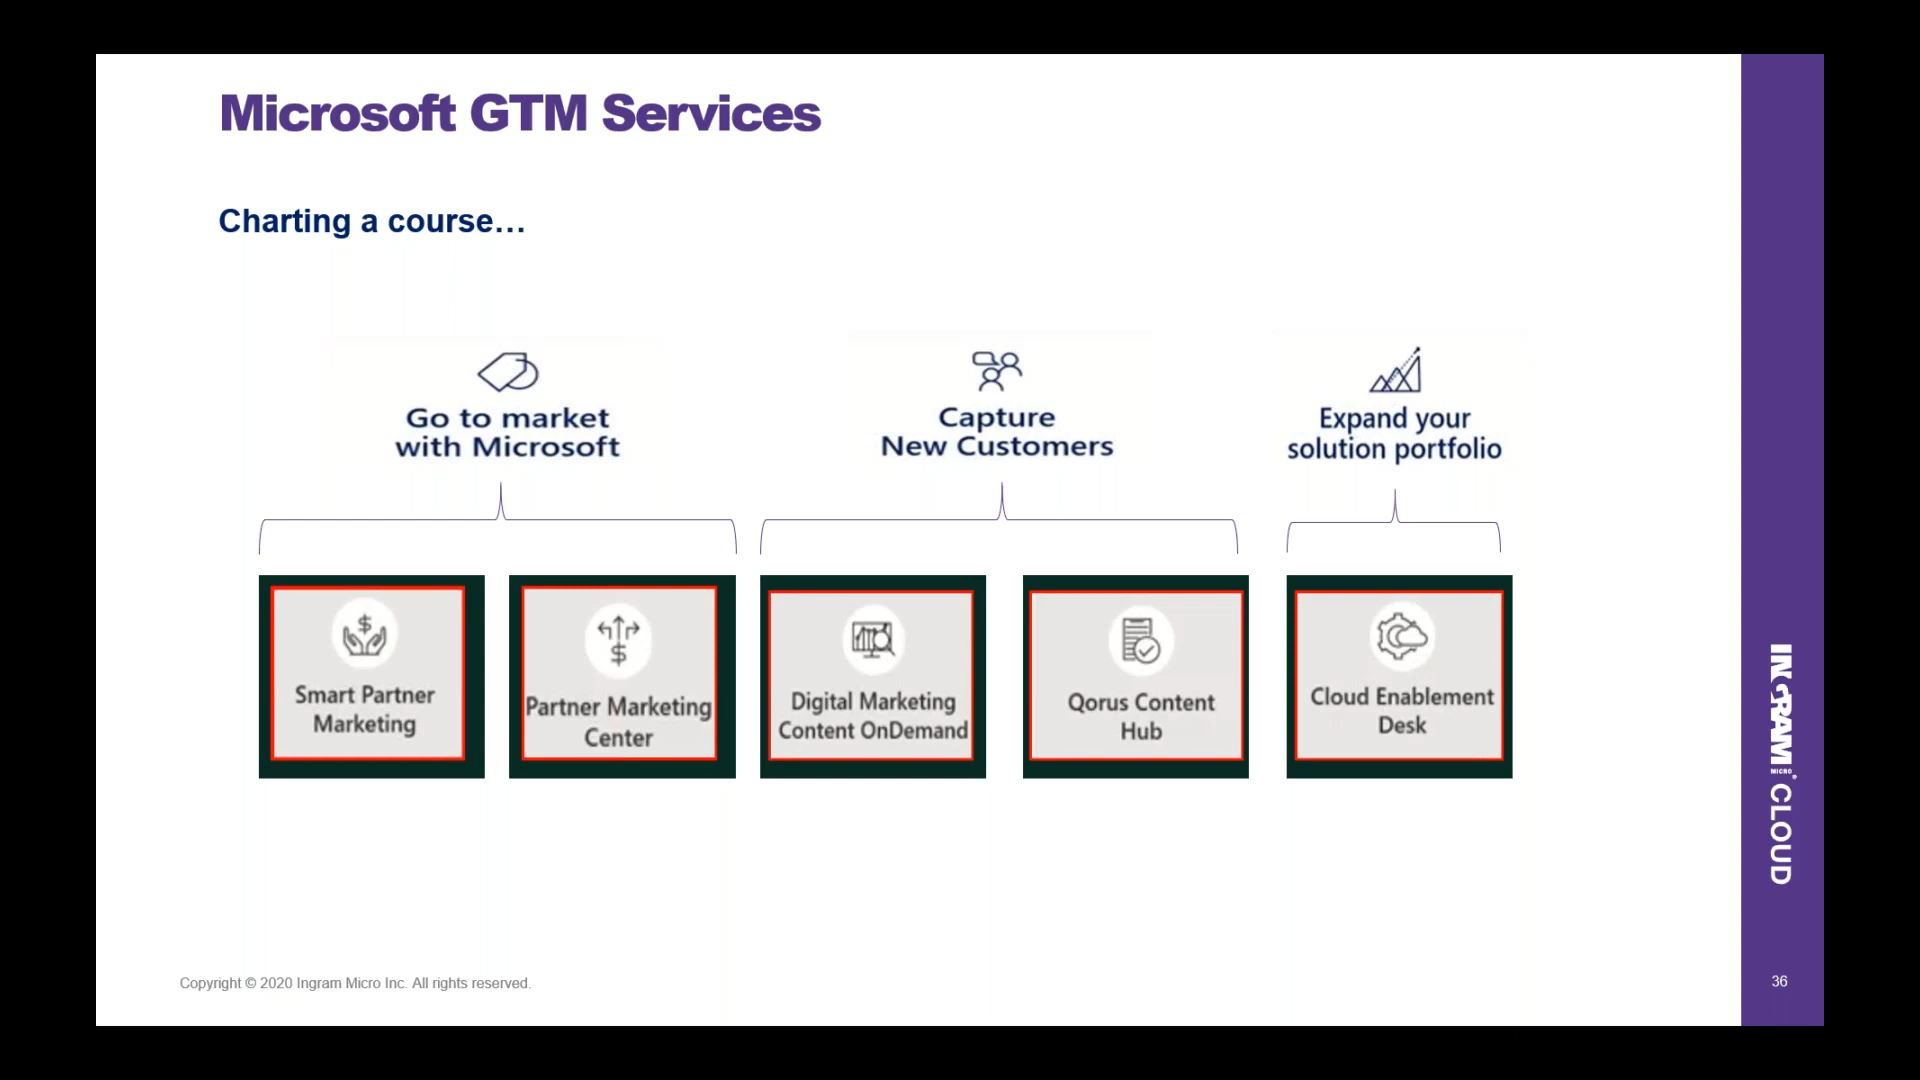 Microsoft GTM Services
Charting a course…
Go to market
with Microsoft
Capture
New Customers
Expand your
solution portfolio
Smart Partner
Marketing
Partner Marketing
Center
Digital Marketing
Content OnDemand
Qorus Content
Hub
Cloud Enablement
Desk
INGRAM MICRO® CLOUD
Copyright © 2020 Ingram Micro Inc. All rights reserved.
36